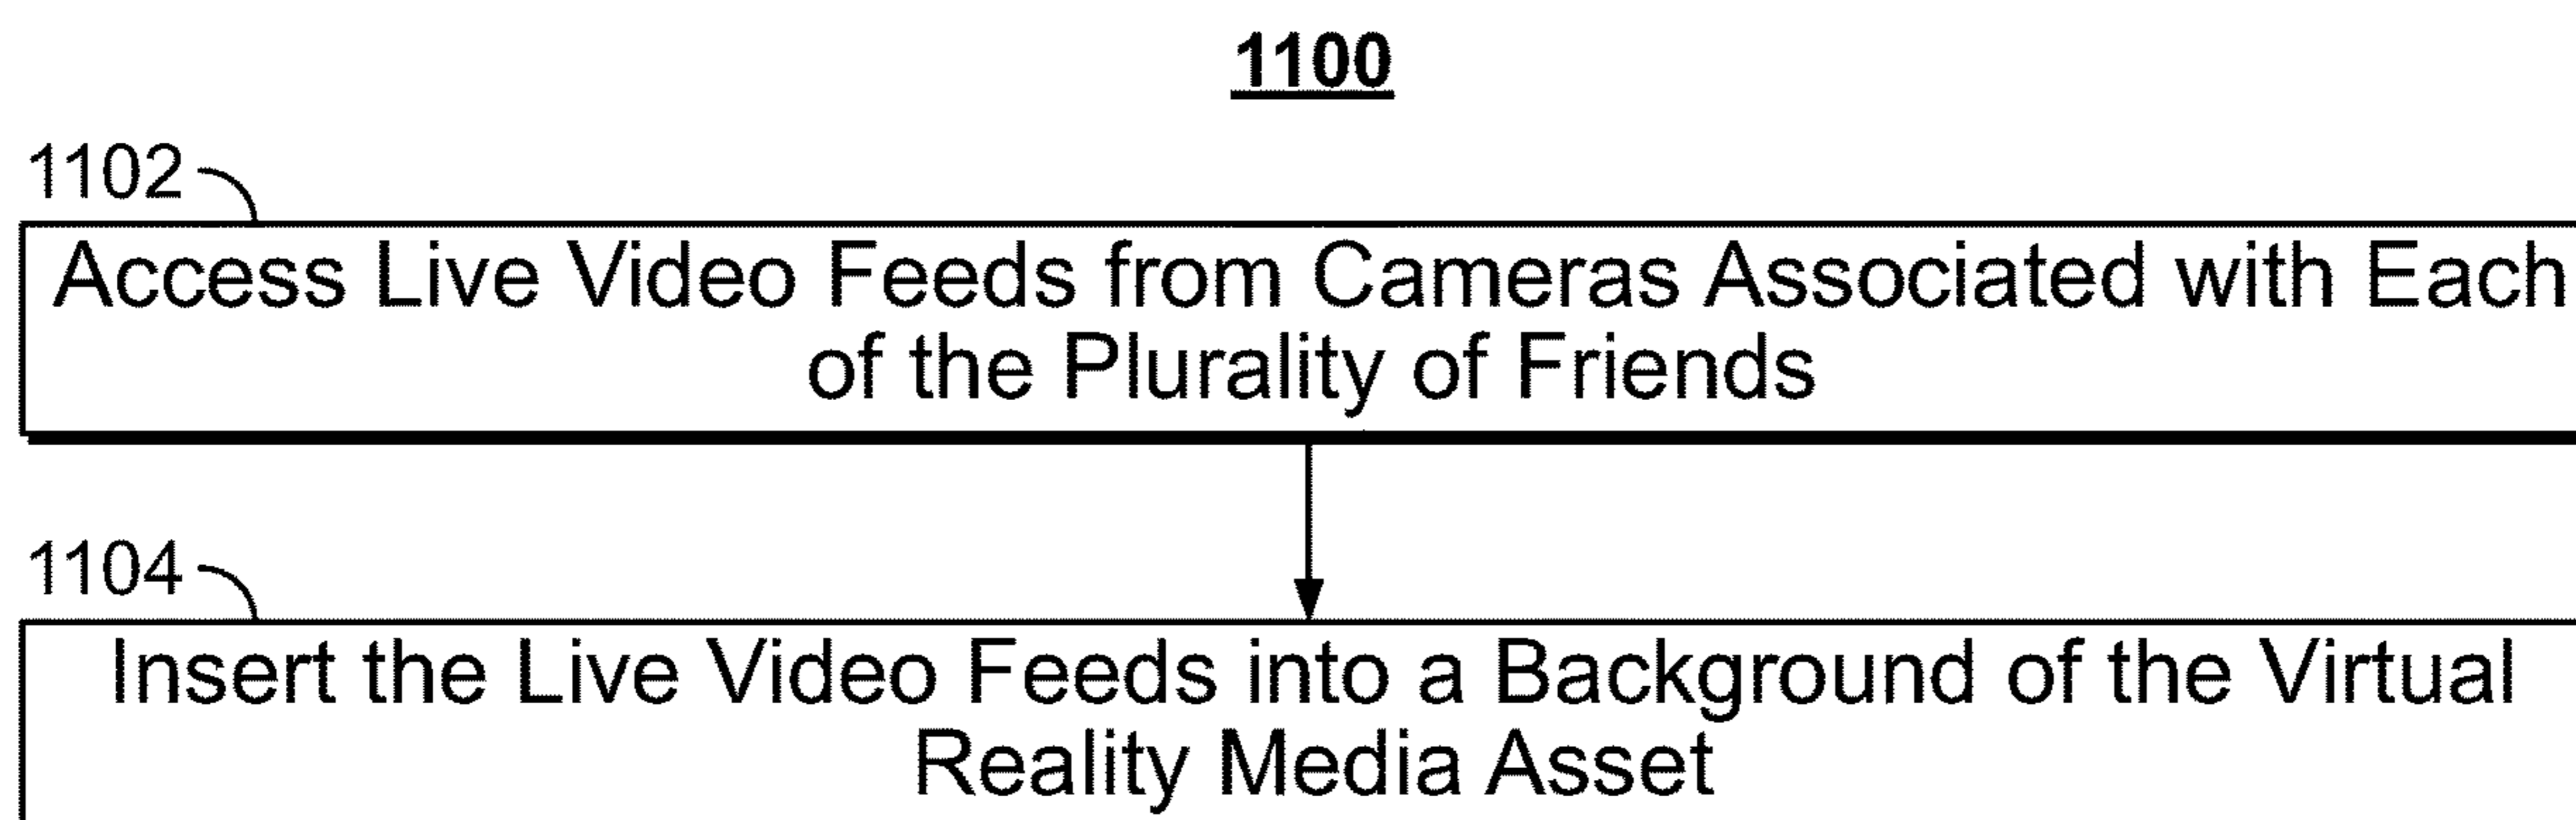 1100
1102
Access Live Video Feeds from Cameras Associated with Each
of the Plurality of Friends
1104
Insert the Live Video Feeds into a Background of the Virtual
Reality Media Asset